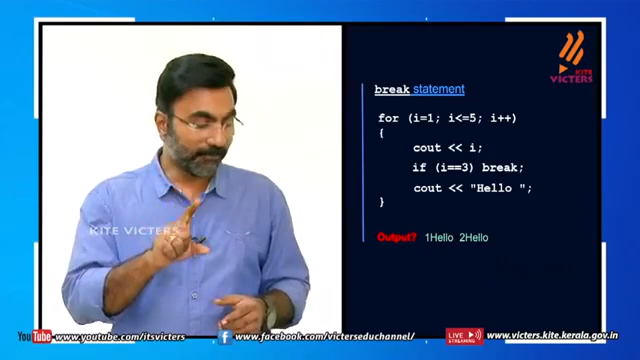 KITE
VICTERS
break statement
for (i=1; i<=5; i++)
{
cout << i;
if (i==3) break;
cout << "Hello ";
}
Output? 1Hello 2Hello
KITE VICTERS
YouTube www.youtube.com/itsvicters
f www.facebook.com/victerseduchannel/
LIVE STREAMING www.victers.kite.kerala.gov.in